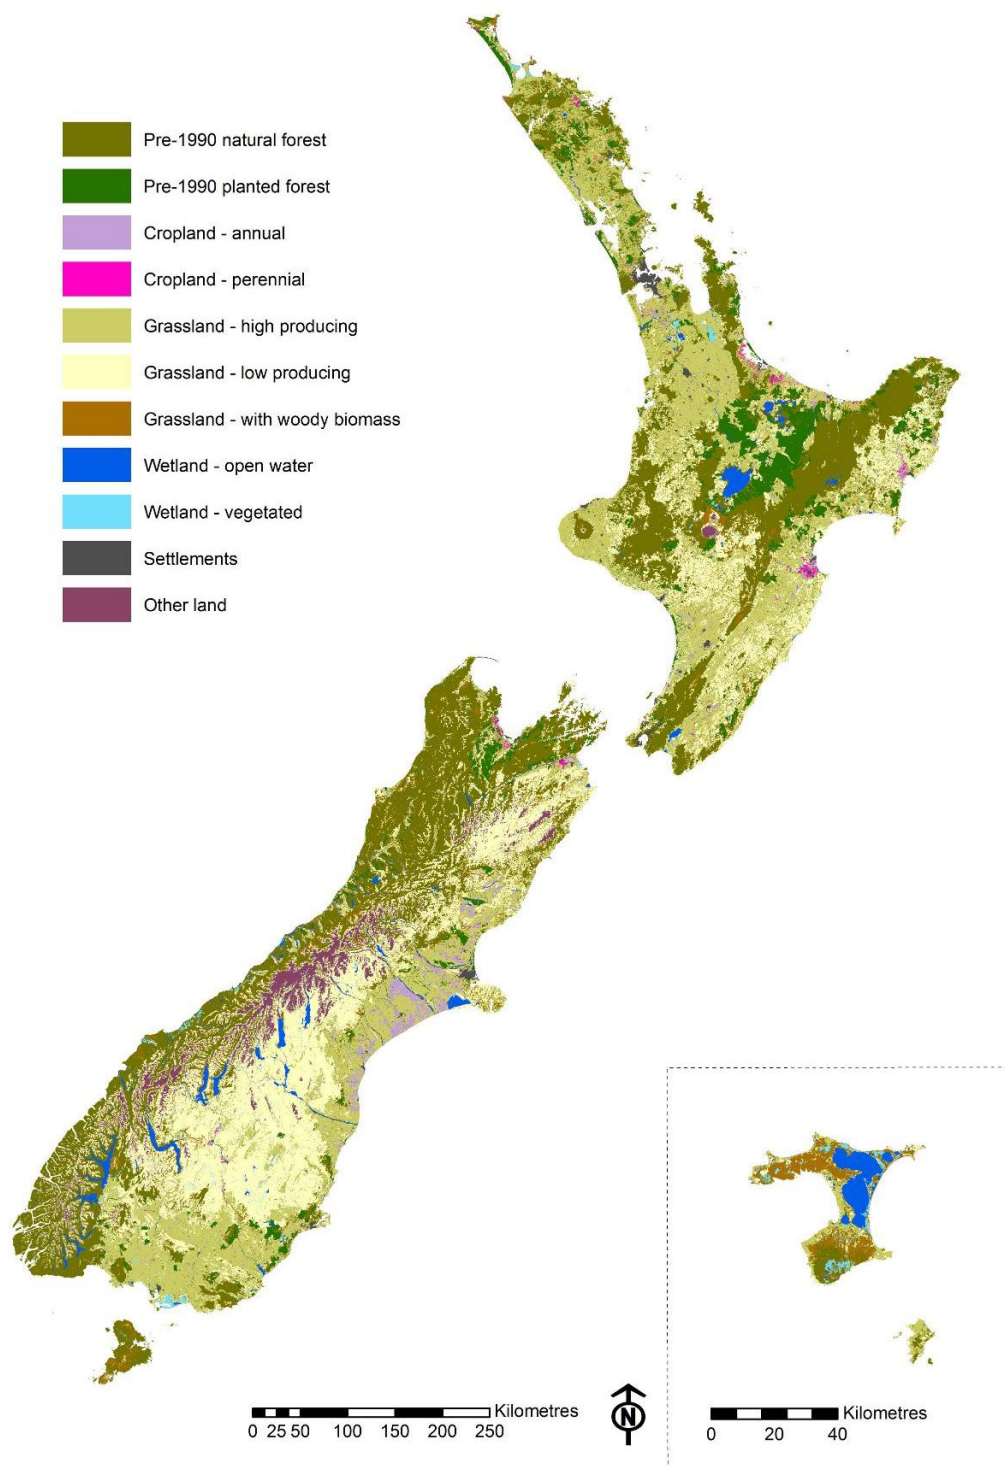 Pre-1990 natural forest
Pre-1990 planted forest
Cropland - annual
Cropland - perennial
Grassland - high producing
Grassland - low producing
Grassland - with woody biomass
Wetland - open water
Wetland - vegetated
Settlements
Other land
Kilometres
0 25 50 100 150 200 250
N
Kilometres
0 20 40